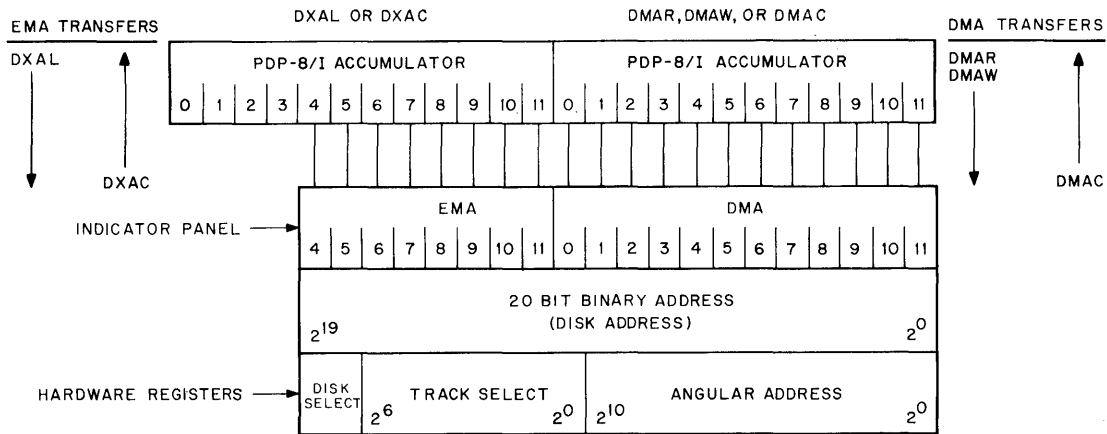 EMA TRANSFERS
DXAL OR DXAC
DMAR, DMAW, OR DMAC
DMA TRANSFERS
DXAL
PDP-8/I ACCUMULATOR
PDP-8/I ACCUMULATOR
DMAR
DMAW
0 1 2 3 4 5 6 7 8 9 10 11 0 1 2 3 4 5 6 7 8 9 10 11
DXAC
DMAC
EMA
DMA
INDICATOR PANEL
4 5 6 7 8 9 10 11 0 1 2 3 4 5 6 7 8 9 10 11
20 BIT BINARY ADDRESS
(DISK ADDRESS)
2^19
2^0
HARDWARE REGISTERS
DISK
SELECT
TRACK SELECT
2^6
2^0
ANGULAR ADDRESS
2^10
2^0